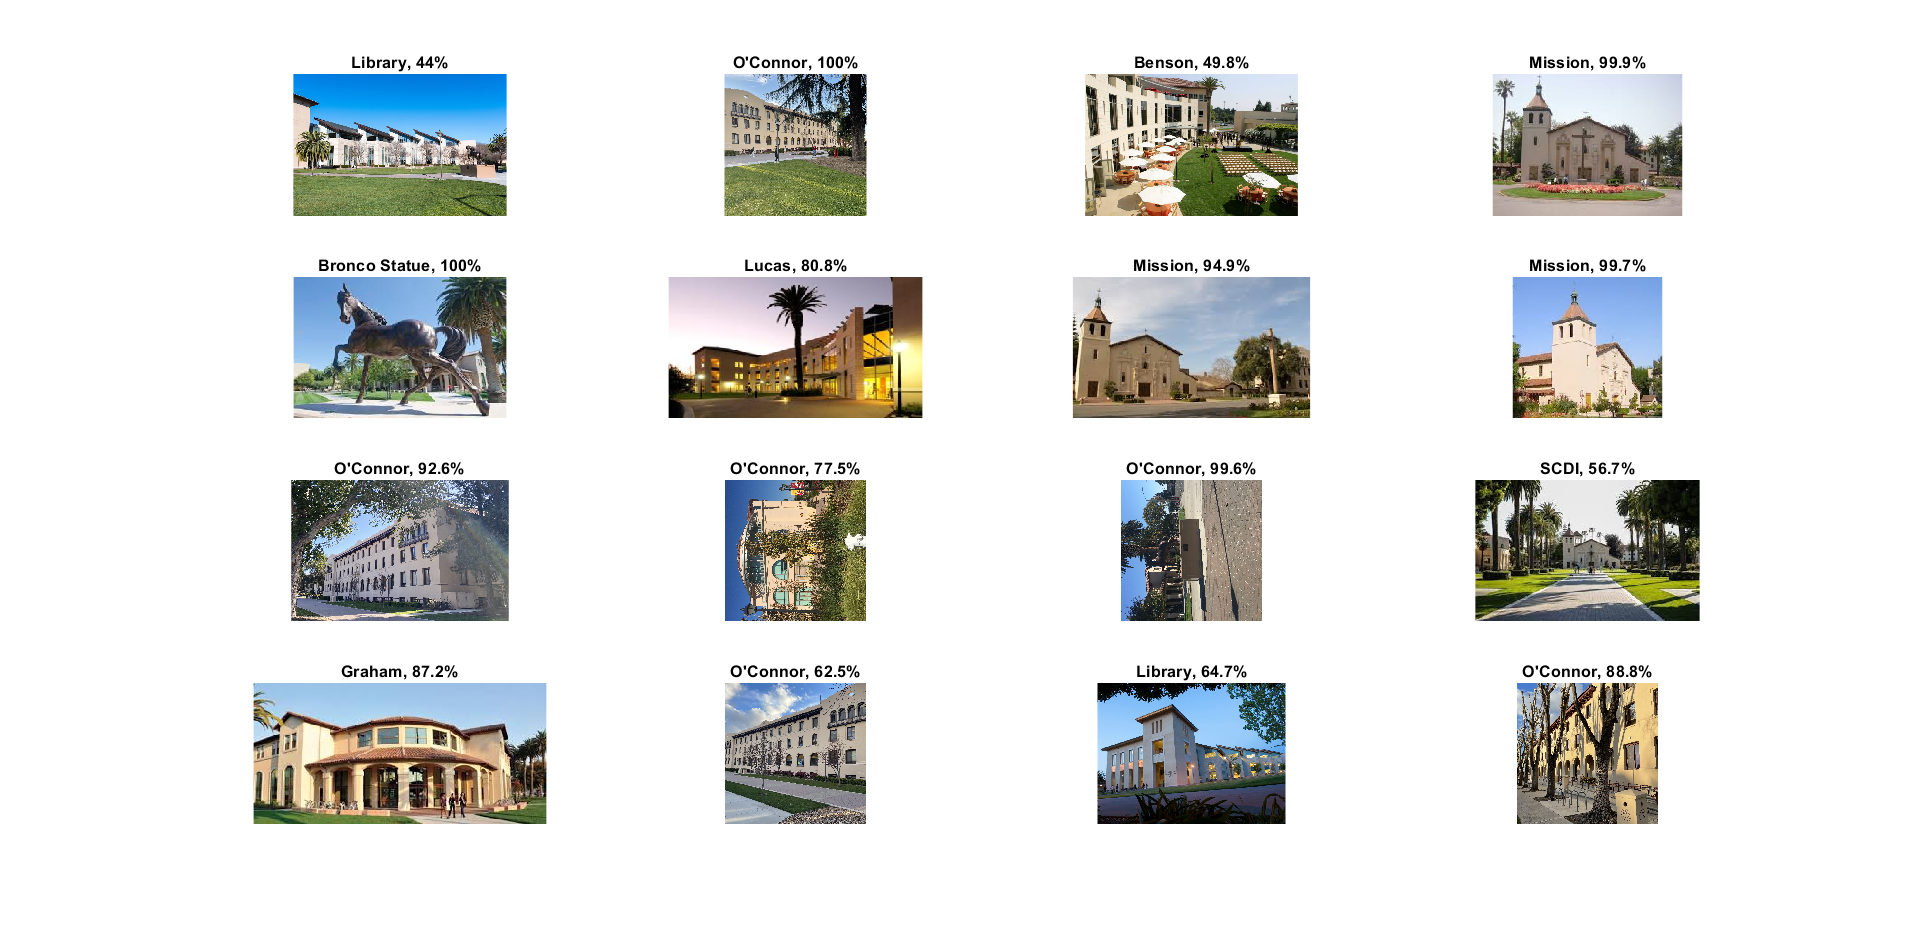 Library, 44%
O'Connor, 100%
Benson, 49.8%
Mission, 99.9%
Bronco Statue, 100%
Lucas, 80.8%
Mission, 94.9%
Mission, 99.7%
O'Connor, 92.6%
O'Connor, 77.5%
O'Connor, 99.6%
SCDI, 56.7%
Graham, 87.2%
O'Connor, 62.5%
Library, 64.7%
O'Connor, 88.8%